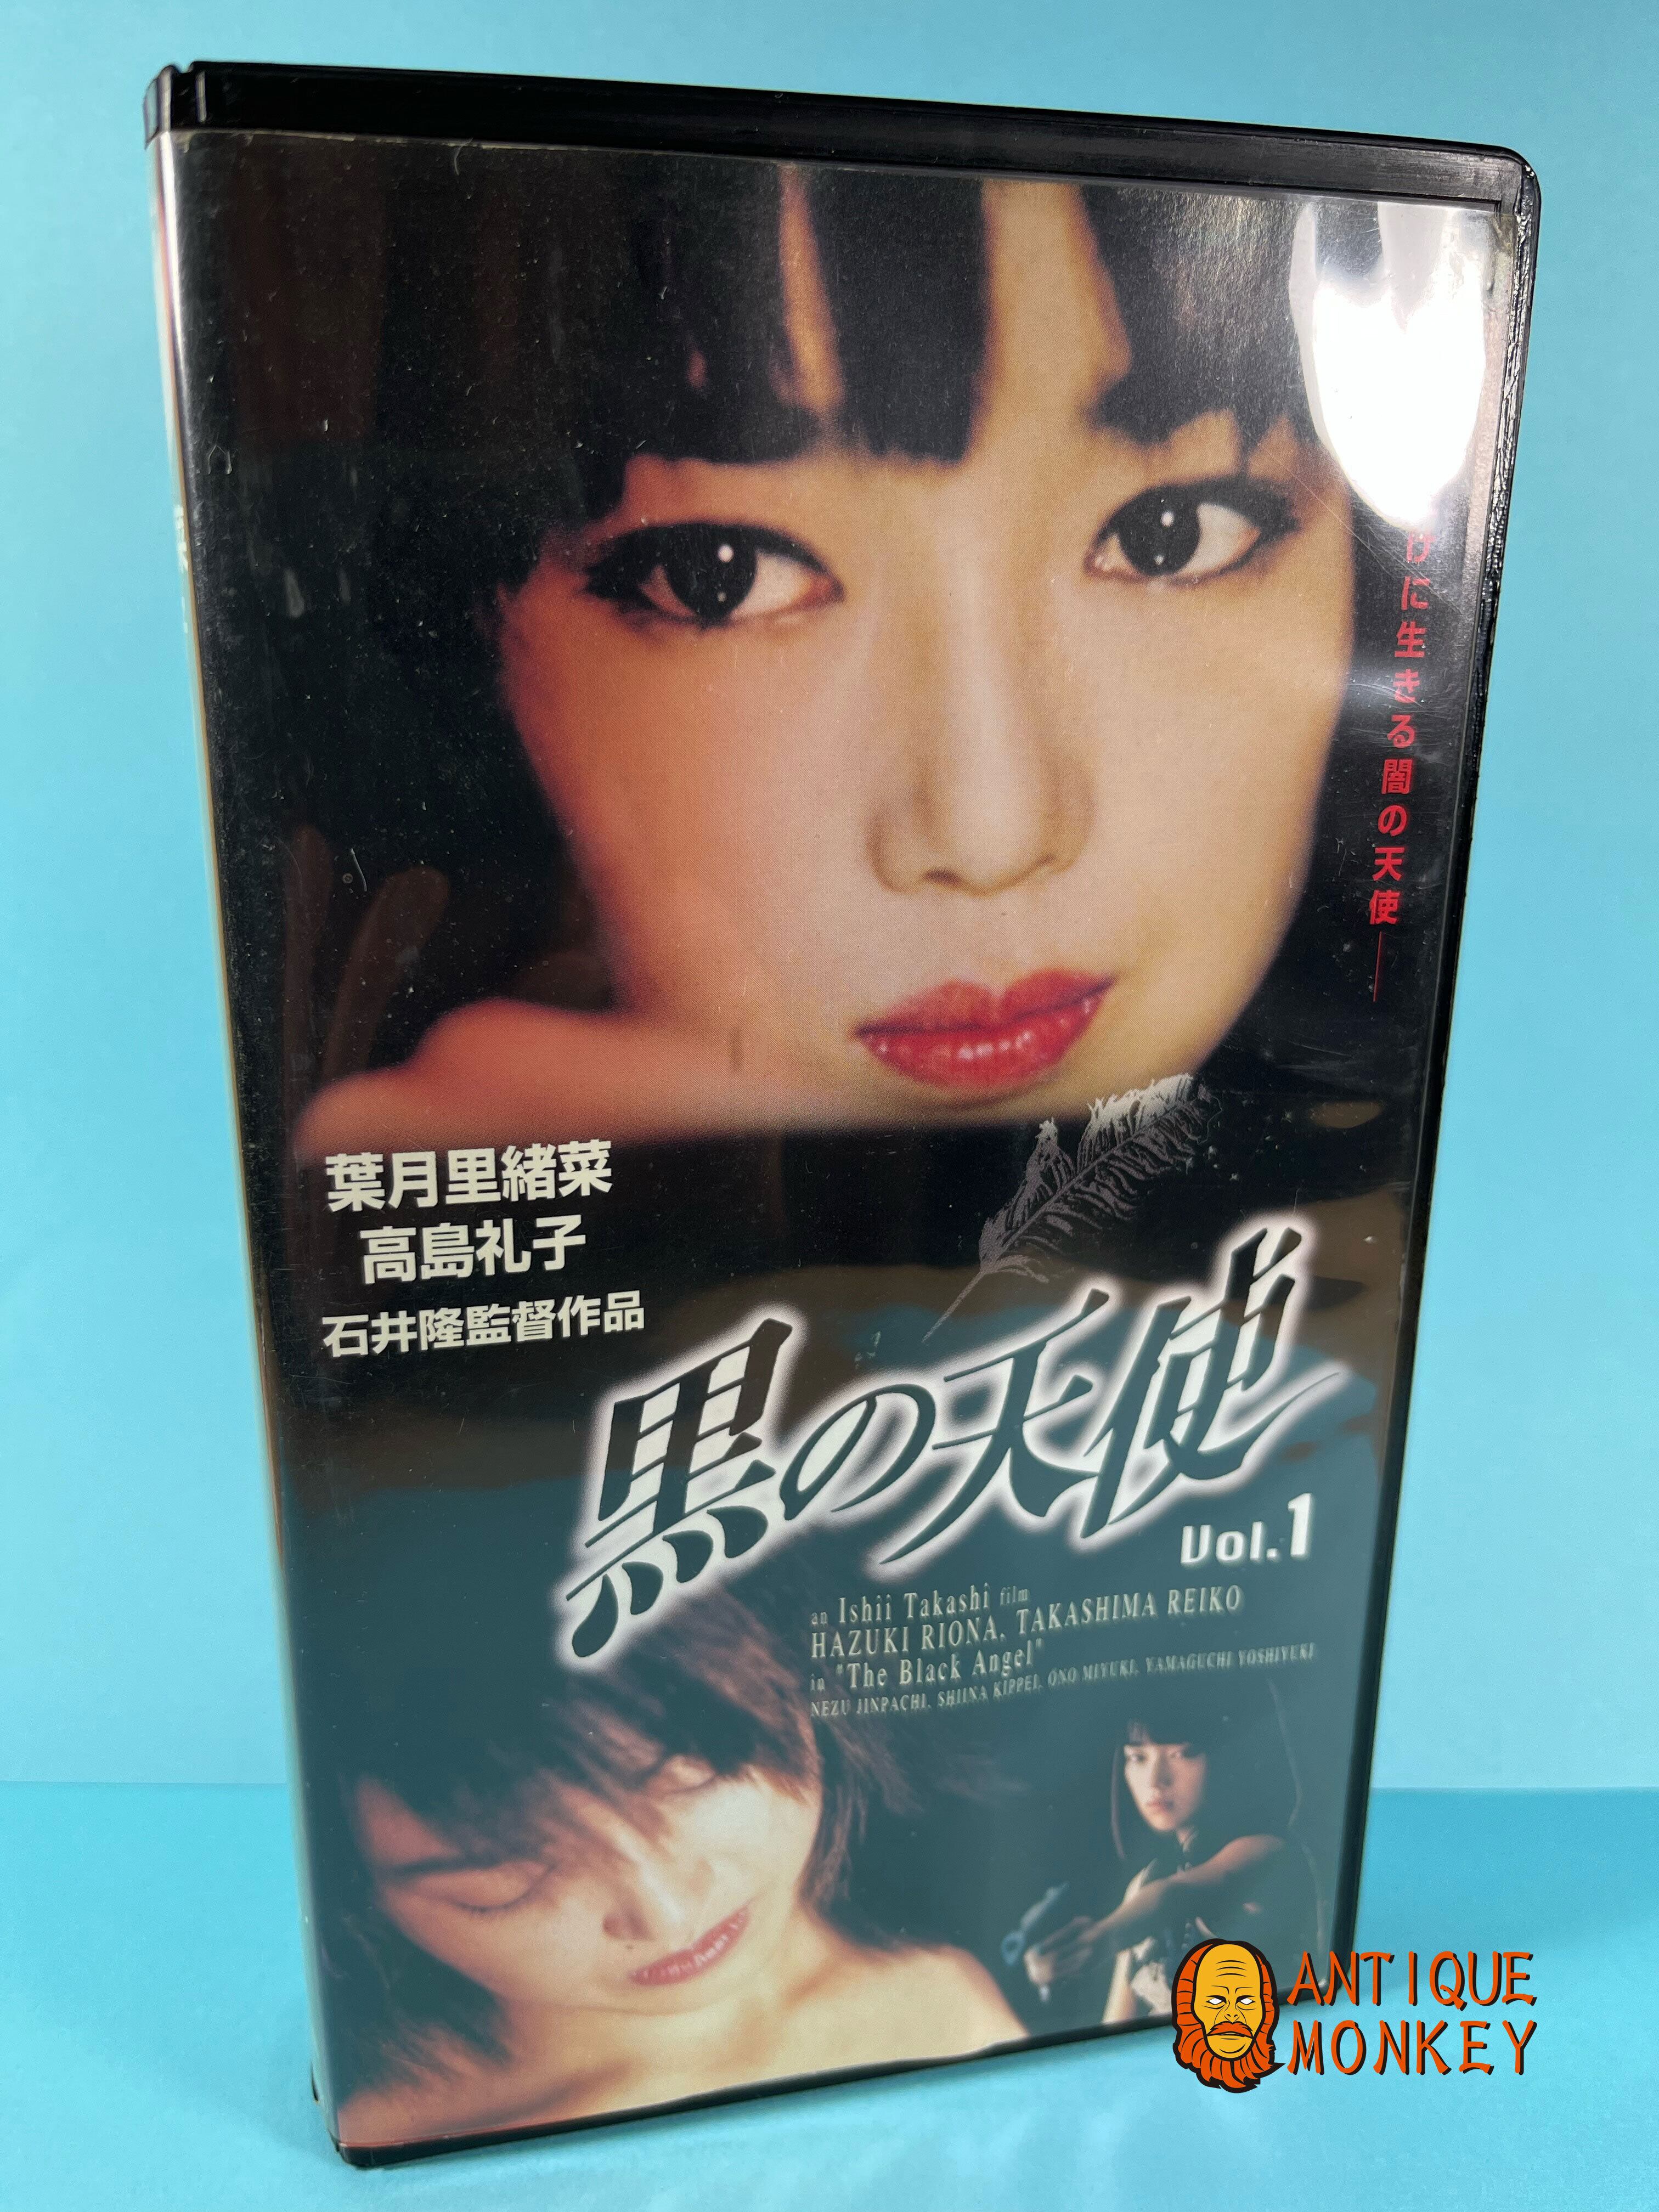 けに生きる闇の天使――
葉月里緒菜
高島礼子
石井隆監督作品
黒の天使
Vol.1
an Ishii Takashi film
HAZUKI RIONA, TAKASHIMA REIKO
in "The Black Angel"
NEZU JINPACHI, SHIINA KIPPEI, ONO MIYUKI, YAMAGUCHI YOSHIYUKI
ANTIQUE
MONKEY